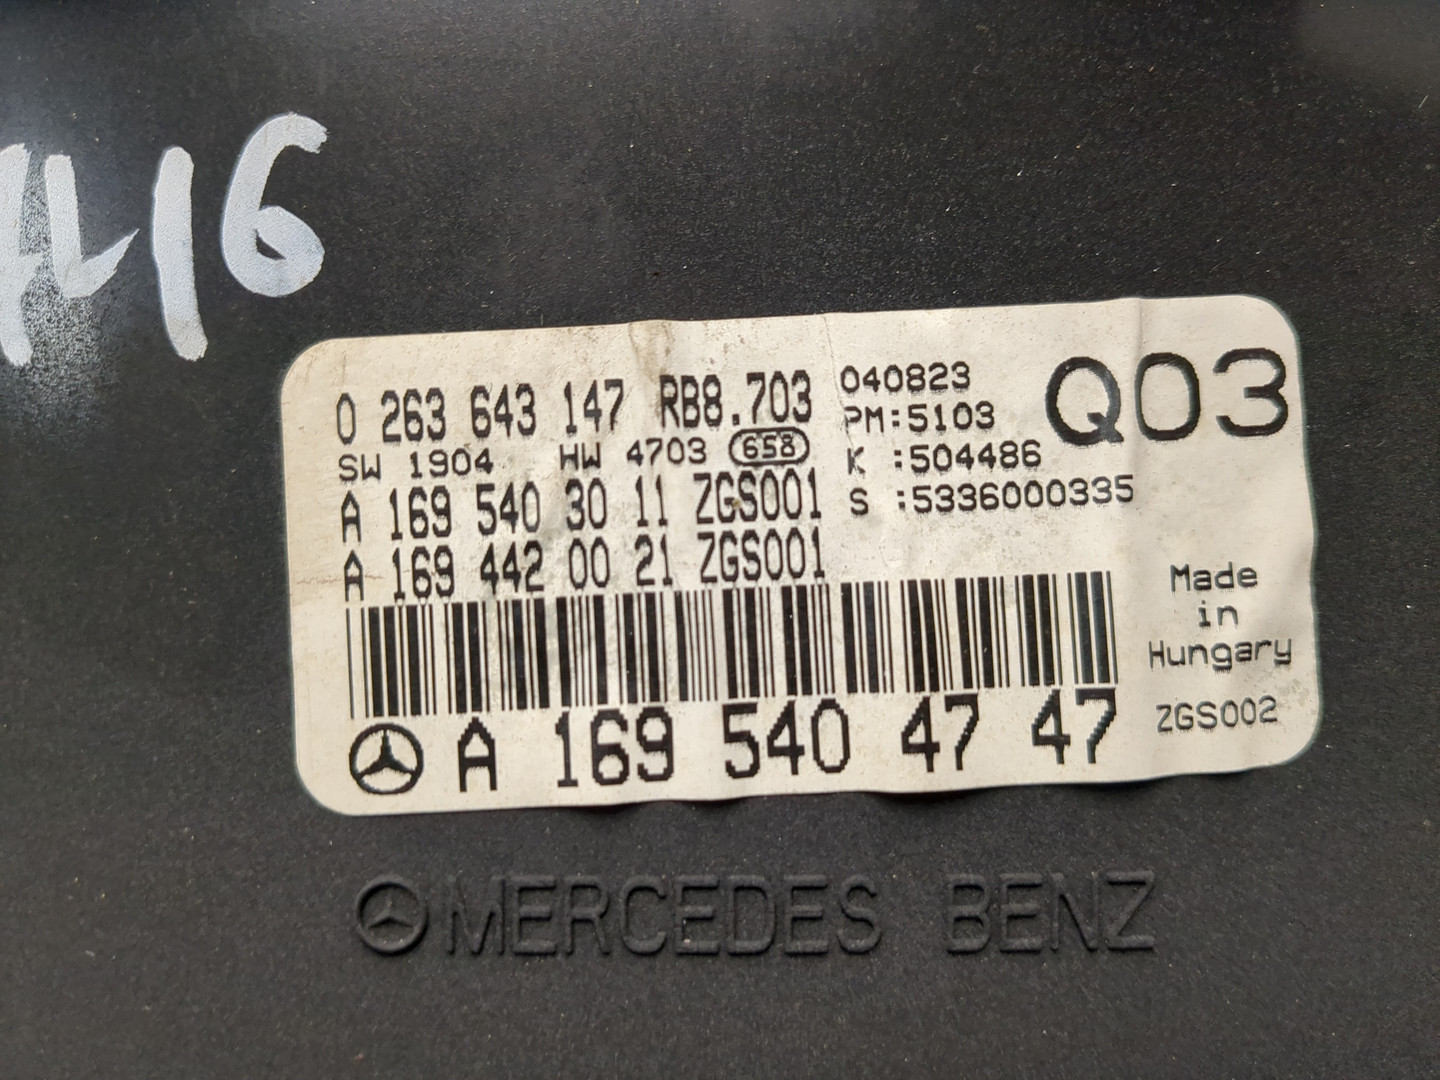 L16
0 263 643 147 RB8.703
SW 1904 HW 4703 658
A 169 540 30 11 ZGS001
A 169 442 00 21 ZGS001
040823
PM:5103
K :504486
S :5336000335
Q03
Made
in
Hungary
ZGS002
A 169 540 47 47
MERCEDES BENZ